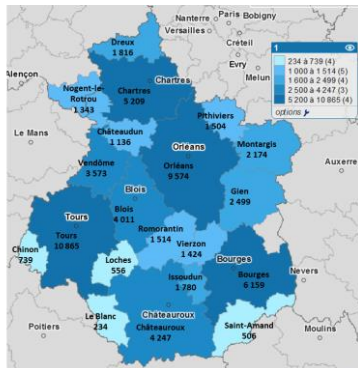 Nanterre
Paris
Bobigny
Versailles
Créteil
Evry
Melun
Dreux
1 816
Alençon
Chartres
5 209
Chartres
Nogent-le-
Rotrou
1 343
1
234 à 739 (4)
1 000 à 1 514 (5)
1 600 à 2 499 (4)
2 500 à 4 247 (3)
5 200 à 10 865 (4)
options
Le Mans
Châteaudun
1 136
Pithiviers
1 504
Orléans
Orléans
9 574
Montargis
2 174
Auxerre
Vendôme
3 573
Gien
2 499
Blois
Blois
4 011
Tours
Tours
10 865
Romorantin
1 514
Vierzon
1 424
Chinon
739
Loches
556
Bourges
Bourges
6 159
Nevers
Issoudun
1 780
Le Blanc
234
Châteauroux
Châteauroux
4 247
Saint-Amand
506
Poitiers
Moulins